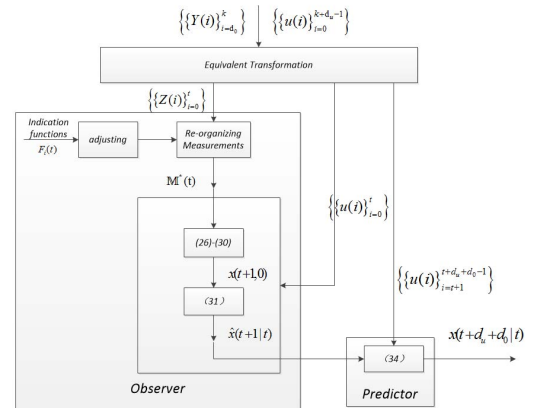 {{Y(i)}_{i=d_0}^{k}} {{u(i)}_{i=0}^{k+d_u-1}}
Equivalent Transformation
{{Z(i)}_{i=0}^{t}}
Indication
functions
F_i(t)
adjusting
Re-organizing
Measurements
M^*(t)
{{u(i)}_{i=0}^{t}}
(26)-(30)
x(t+1,0)
{{u(i)}_{i=t+1}^{t+d_u+d_0-1}}
(31)
x̂(t+1|t)
x(t+d_u+d_0|t)
(34)
Observer
Predictor